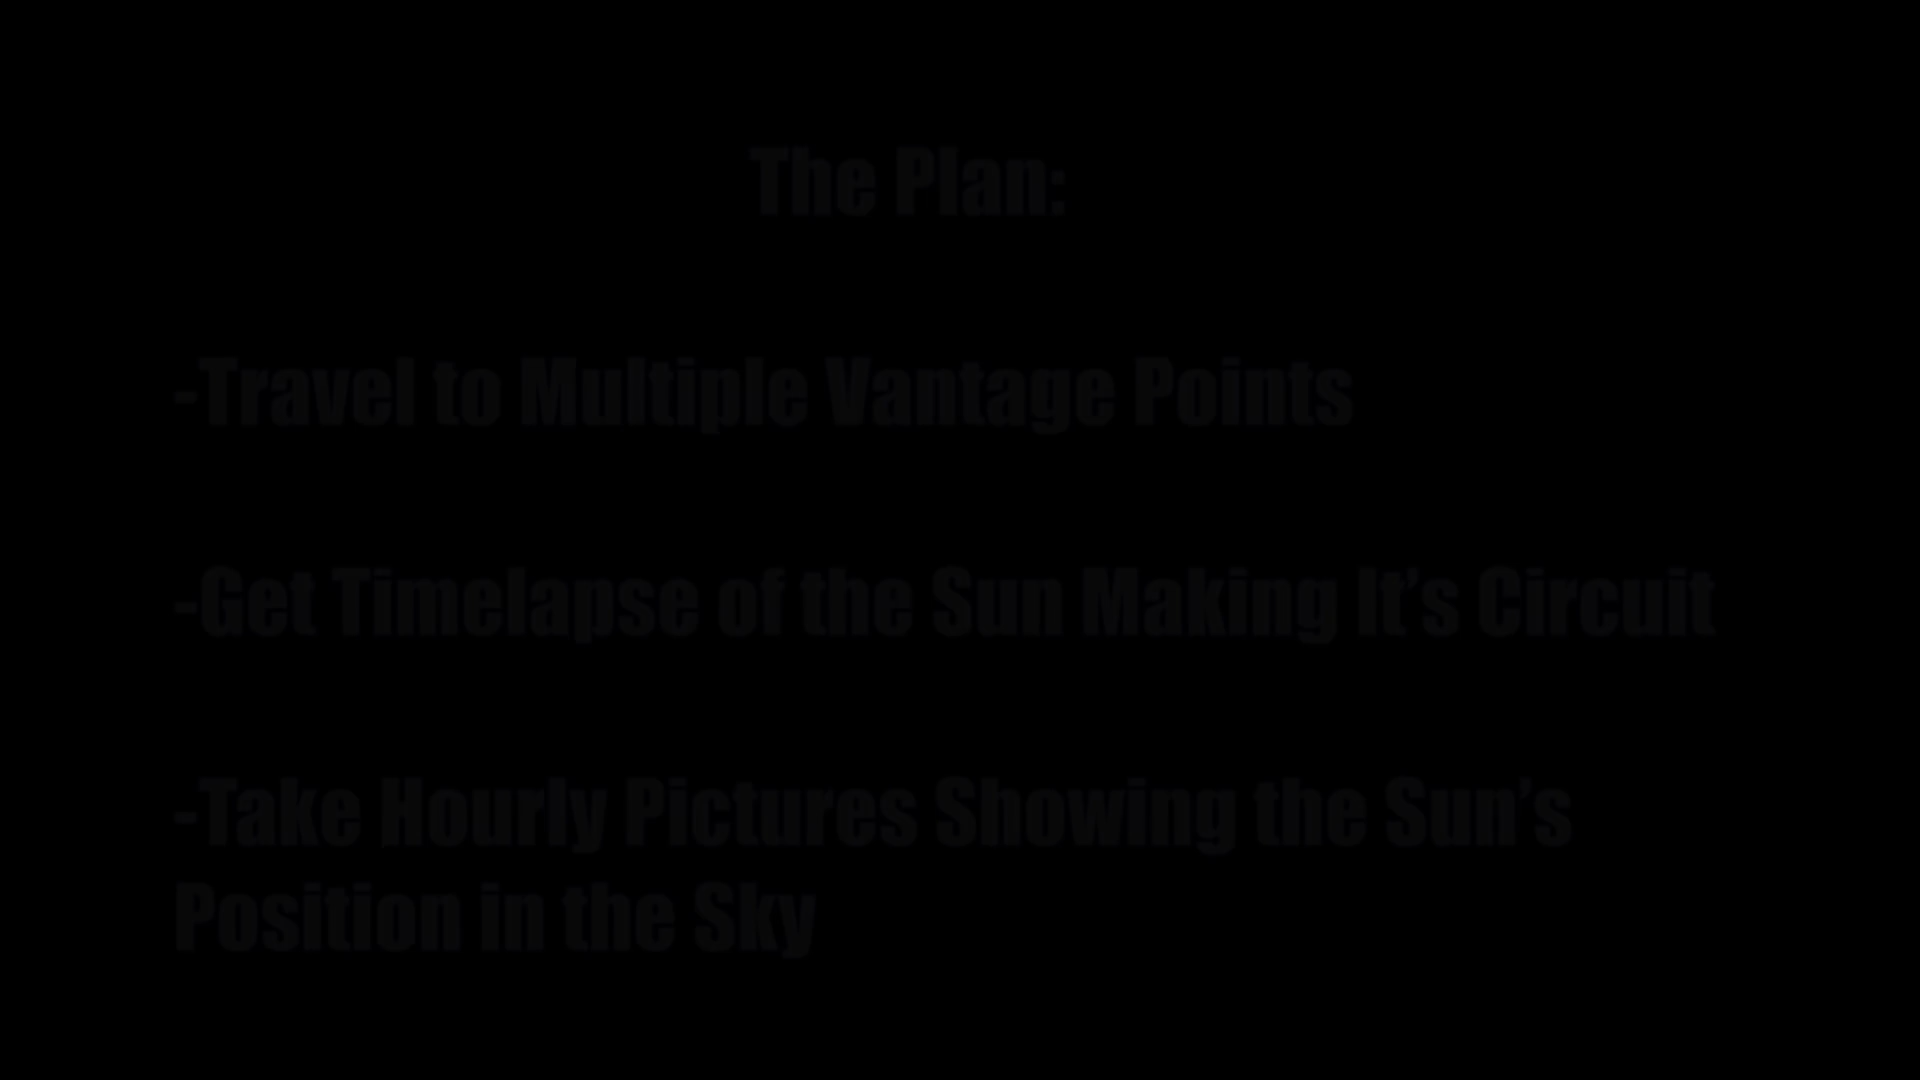 The Plan:
-Travel to Multiple Vantage Points
-Get Timelapse of the Sun Making It’s Circuit
-Take Hourly Pictures Showing the Sun’s
Position in the Sky